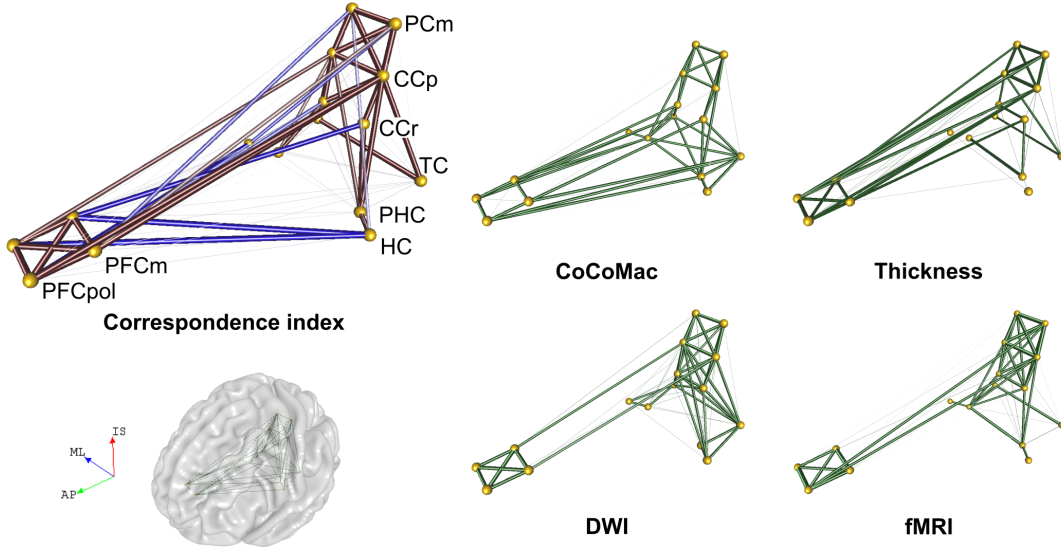 PCm
CCp
CCr
TC
PHC
HC
PFCm
PFCpol
Correspondence index
CoCoMac
Thickness
IS
ML
AP
DWI
fMRI